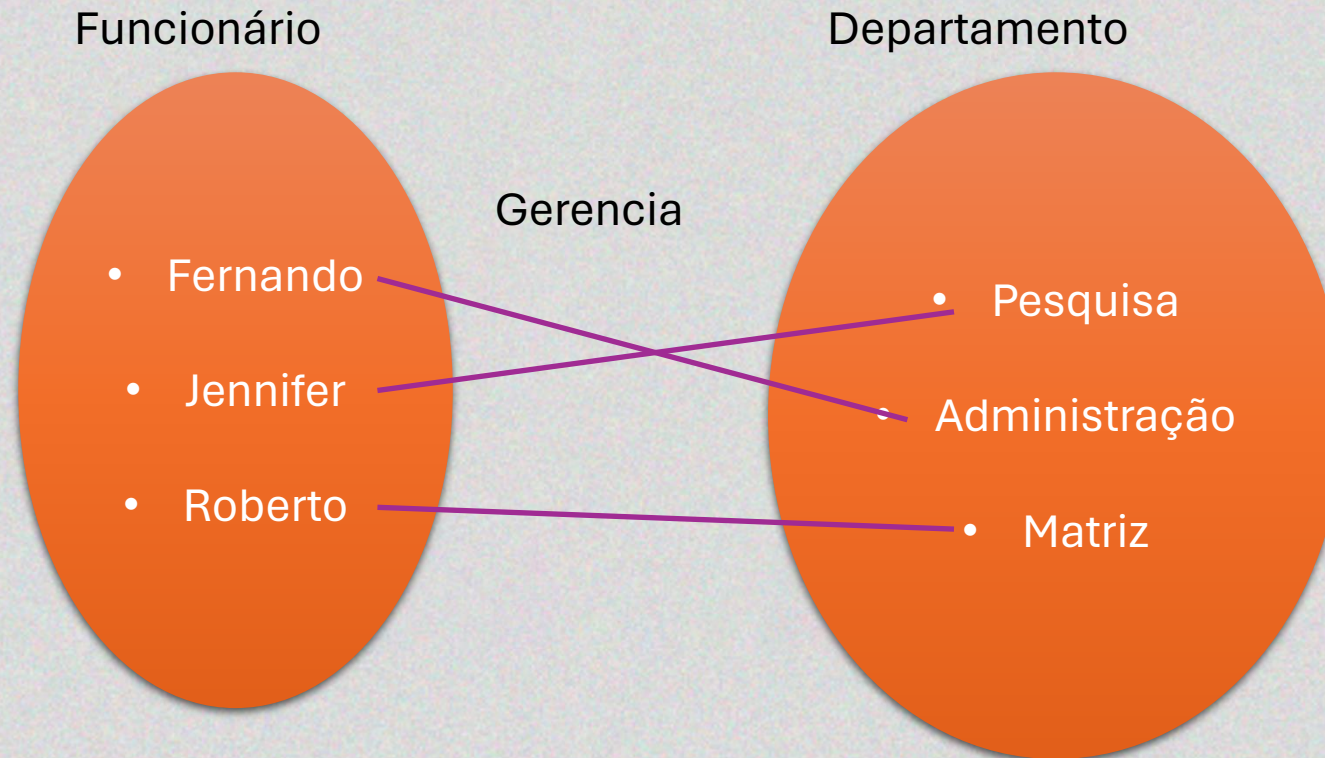 Funcionário
Departamento
Gerencia
• Fernando
• Jennifer
• Roberto
• Pesquisa
• Administração
• Matriz